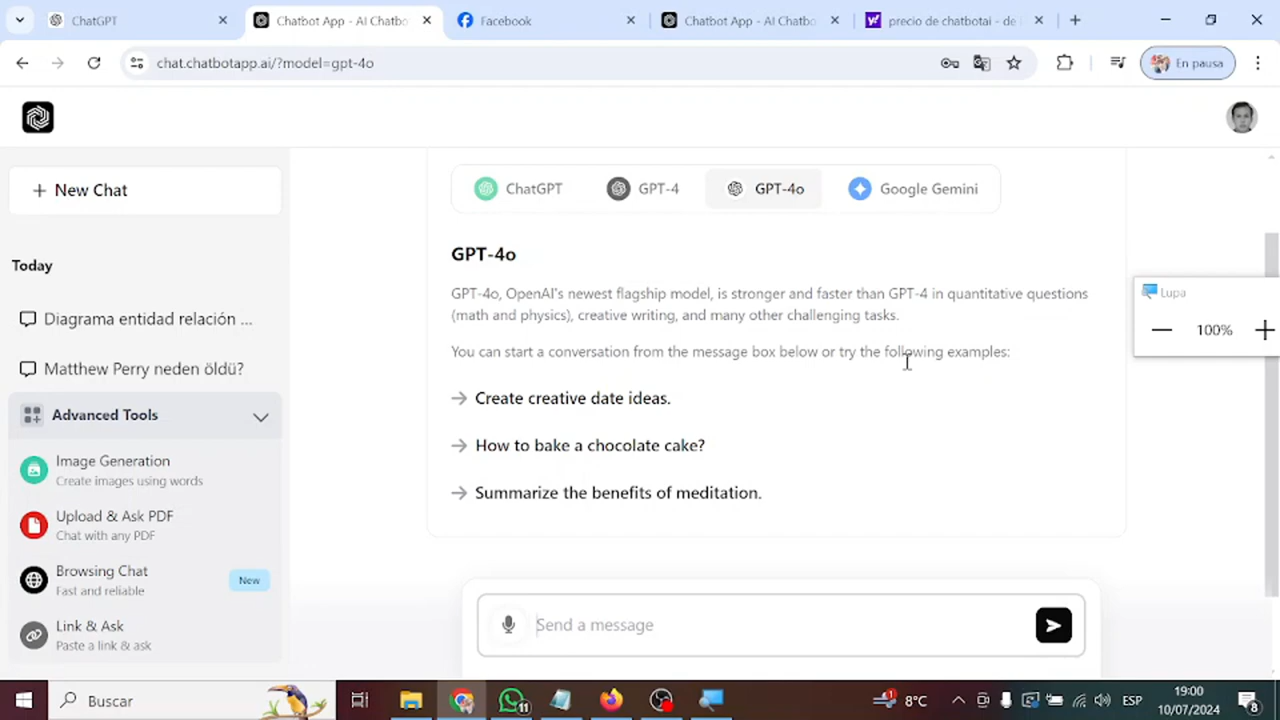 ChatGPT
Chatbot App - AI Chatbo
Facebook
Chatbot App - AI Chatbo
precio de chatbotai - de
chat.chatbotapp.ai/?model=gpt-4o
En pausa
+ New Chat
Today
Diagrama entidad relación ...
Matthew Perry neden öldü?
Advanced Tools
Image Generation
Create images using words
Upload & Ask PDF
Chat with any PDF
Browsing Chat
Fast and reliable
New
Link & Ask
Paste a link & ask
ChatGPT
GPT-4
GPT-4o
Google Gemini
GPT-4o
GPT-4o, OpenAI's newest flagship model, is stronger and faster than GPT-4 in quantitative questions
(math and physics), creative writing, and many other challenging tasks.
You can start a conversation from the message box below or try the following examples:
→ Create creative date ideas.
→ How to bake a chocolate cake?
→ Summarize the benefits of meditation.
Send a message
Lupa
— 100% +
Buscar
11
1
8°C
ESP
19:00
10/07/2024
8